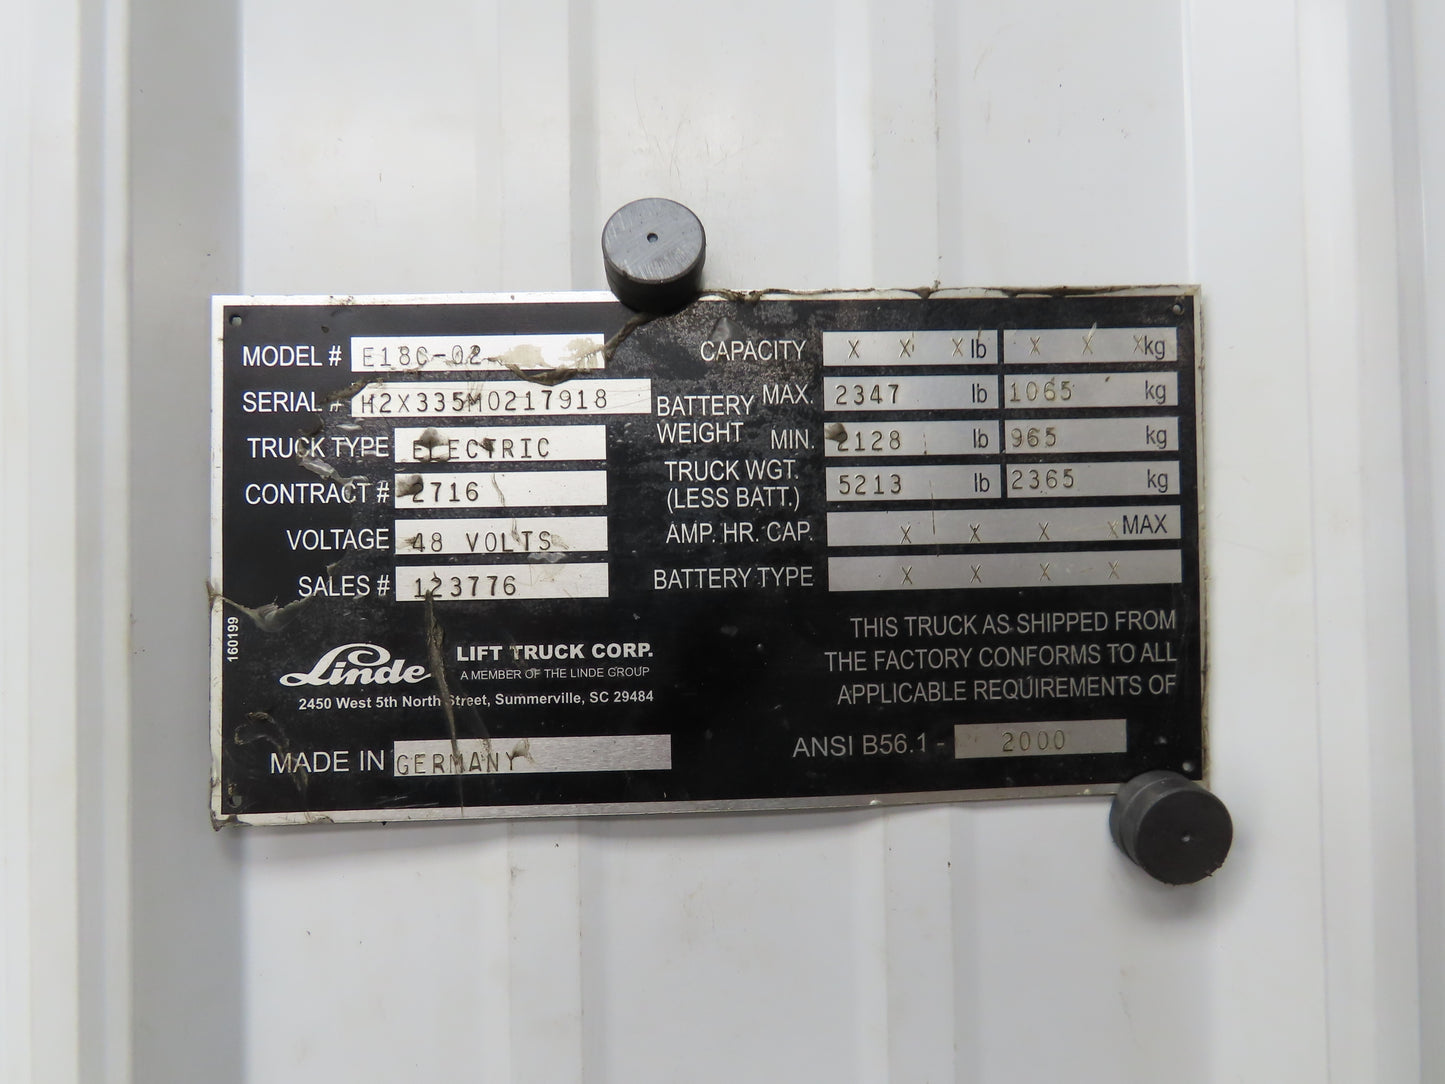 MODEL # E18C-02
SERIAL # H2X335M0217918
TRUCK TYPE ELECTRIC
CONTRACT # 2716
VOLTAGE 48 VOLTS
SALES # 123776
160199
Linde LIFT TRUCK CORP.
A MEMBER OF THE LINDE GROUP
2450 West 5th North Street, Summerville, SC 29484
MADE IN GERMANY
CAPACITY X X X lb X X X kg
BATTERY WEIGHT MAX. 2347 lb 1065 kg
MIN. 2128 lb 965 kg
TRUCK WGT. (LESS BATT.) 5213 lb 2365 kg
AMP. HR. CAP. X X X X MAX
BATTERY TYPE X X X X
THIS TRUCK AS SHIPPED FROM
THE FACTORY CONFORMS TO ALL
APPLICABLE REQUIREMENTS OF
ANSI B56.1 - 2000